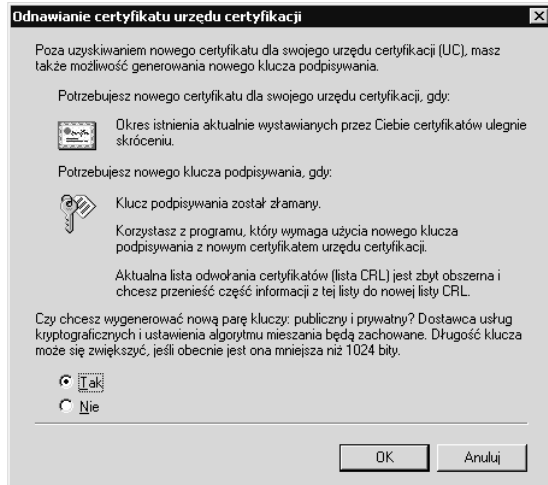 Odnawianie certyfikatu urzędu certyfikacji
Poza uzyskiwaniem nowego certyfikatu dla swojego urzędu certyfikacji (UC), masz
także możliwość generowania nowego klucza podpisywania.
Potrzebujesz nowego certyfikatu dla swojego urzędu certyfikacji, gdy:
Okres istnienia aktualnie wystawianych przez Ciebie certyfikatów ulegnie
skróceniu.
Potrzebujesz nowego klucza podpisywania, gdy:
Klucz podpisywania został złamany.
Korzystasz z programu, który wymaga użycia nowego klucza
podpisywania z nowym certyfikatem urzędu certyfikacji.
Aktualna lista odwołania certyfikatów (lista CRL) jest zbyt obszerna i
chcesz przenieść część informacji z tej listy do nowej listy CRL.
Czy chcesz wygenerować nową parę kluczy: publiczny i prywatny? Dostawca usług
kryptograficznych i ustawienia algorytmu mieszania będą zachowane. Długość klucza
może się zwiększyć, jeśli obecnie jest ona mniejsza niż 1024 bity.
Tak
Nie
OK Anuluj